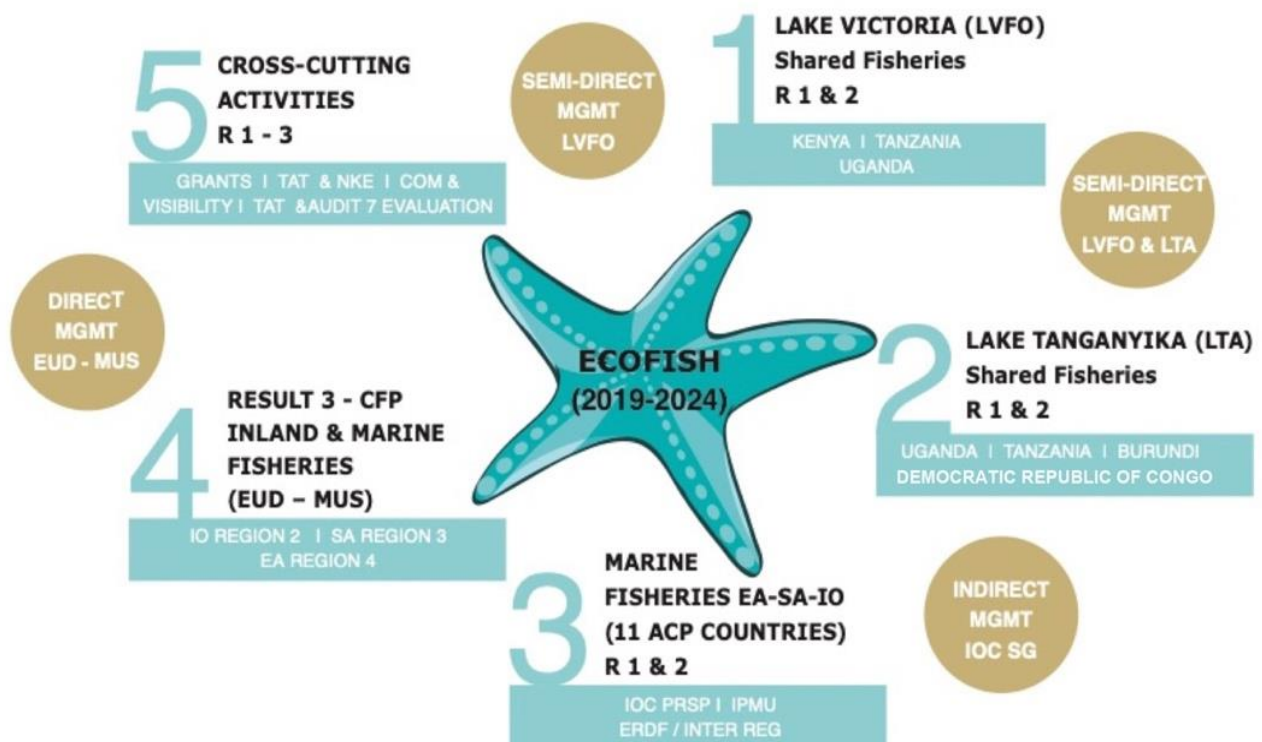 5
CROSS-CUTTING
ACTIVITIES
R 1 - 3
GRANTS I TAT & NKE I COM &
VISIBILITY I TAT &AUDIT 7 EVALUATION
SEMI-DIRECT
MGMT
LVFO
1
LAKE VICTORIA (LVFO)
Shared Fisheries
R 1 & 2
KENYA I TANZANIA
UGANDA
SEMI-DIRECT
MGMT
LVFO & LTA
DIRECT
MGMT
EUD - MUS
ECOFISH
(2019-2024)
2
LAKE TANGANYIKA (LTA)
Shared Fisheries
R 1 & 2
UGANDA I TANZANIA I BURUNDI
DEMOCRATIC REPUBLIC OF CONGO
4
RESULT 3 - CFP
INLAND & MARINE
FISHERIES
(EUD – MUS)
IO REGION 2 I SA REGION 3
EA REGION 4
3
MARINE
FISHERIES EA-SA-IO
(11 ACP COUNTRIES)
R 1 & 2
IOC PRSP I IPMU
ERDF / INTER REG
INDIRECT
MGMT
IOC SG